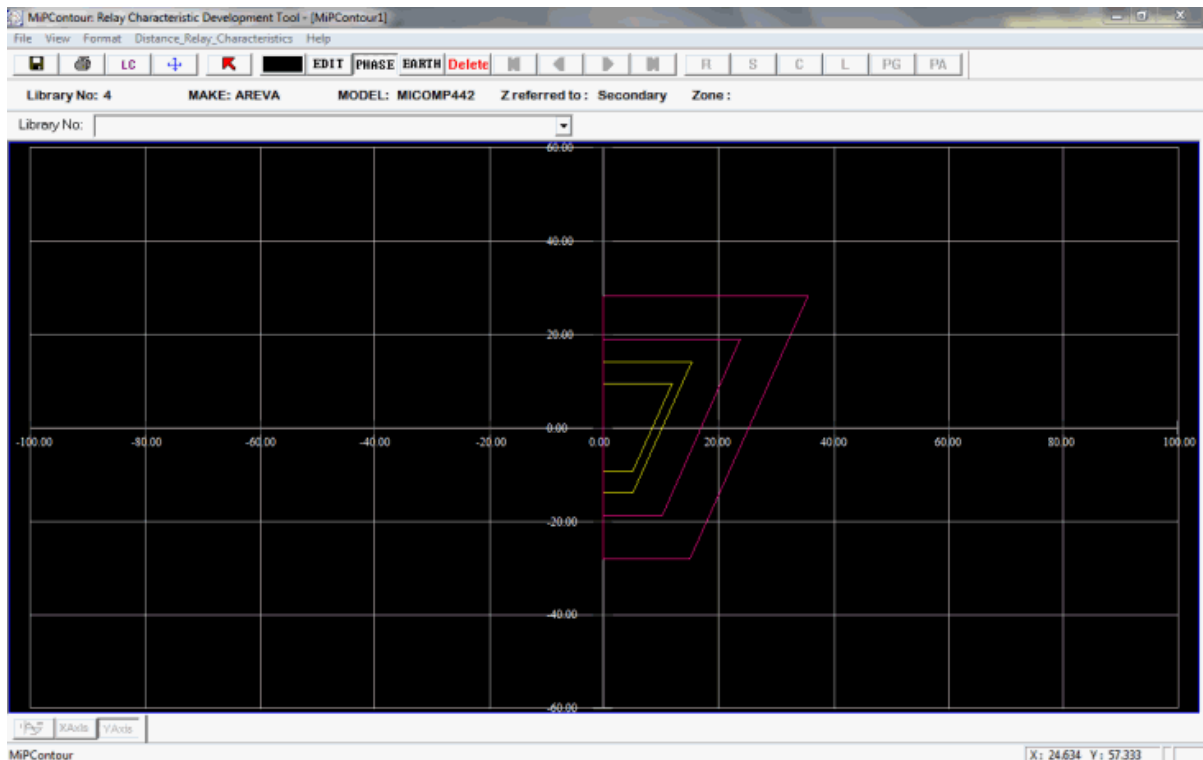 MiPContour: Relay Characteristic Development Tool - [MiPContour1]
File View Format Distance_Relay_Characteristics Help
LC EDIT PHASE EARTH Delete R S C L PG PA
Library No: 4 MAKE: AREVA MODEL: MICOMP442 Z referred to : Secondary Zone :
Library No:
60.00
40.00
20.00
0.00
-100.00 -80.00 -60.00 -40.00 -20.00 0.00 20.00 40.00 60.00 80.00 100.00
-20.00
-40.00
-60.00
XAxis YAxis
MiPContour X: 24.634 Y: 57.333